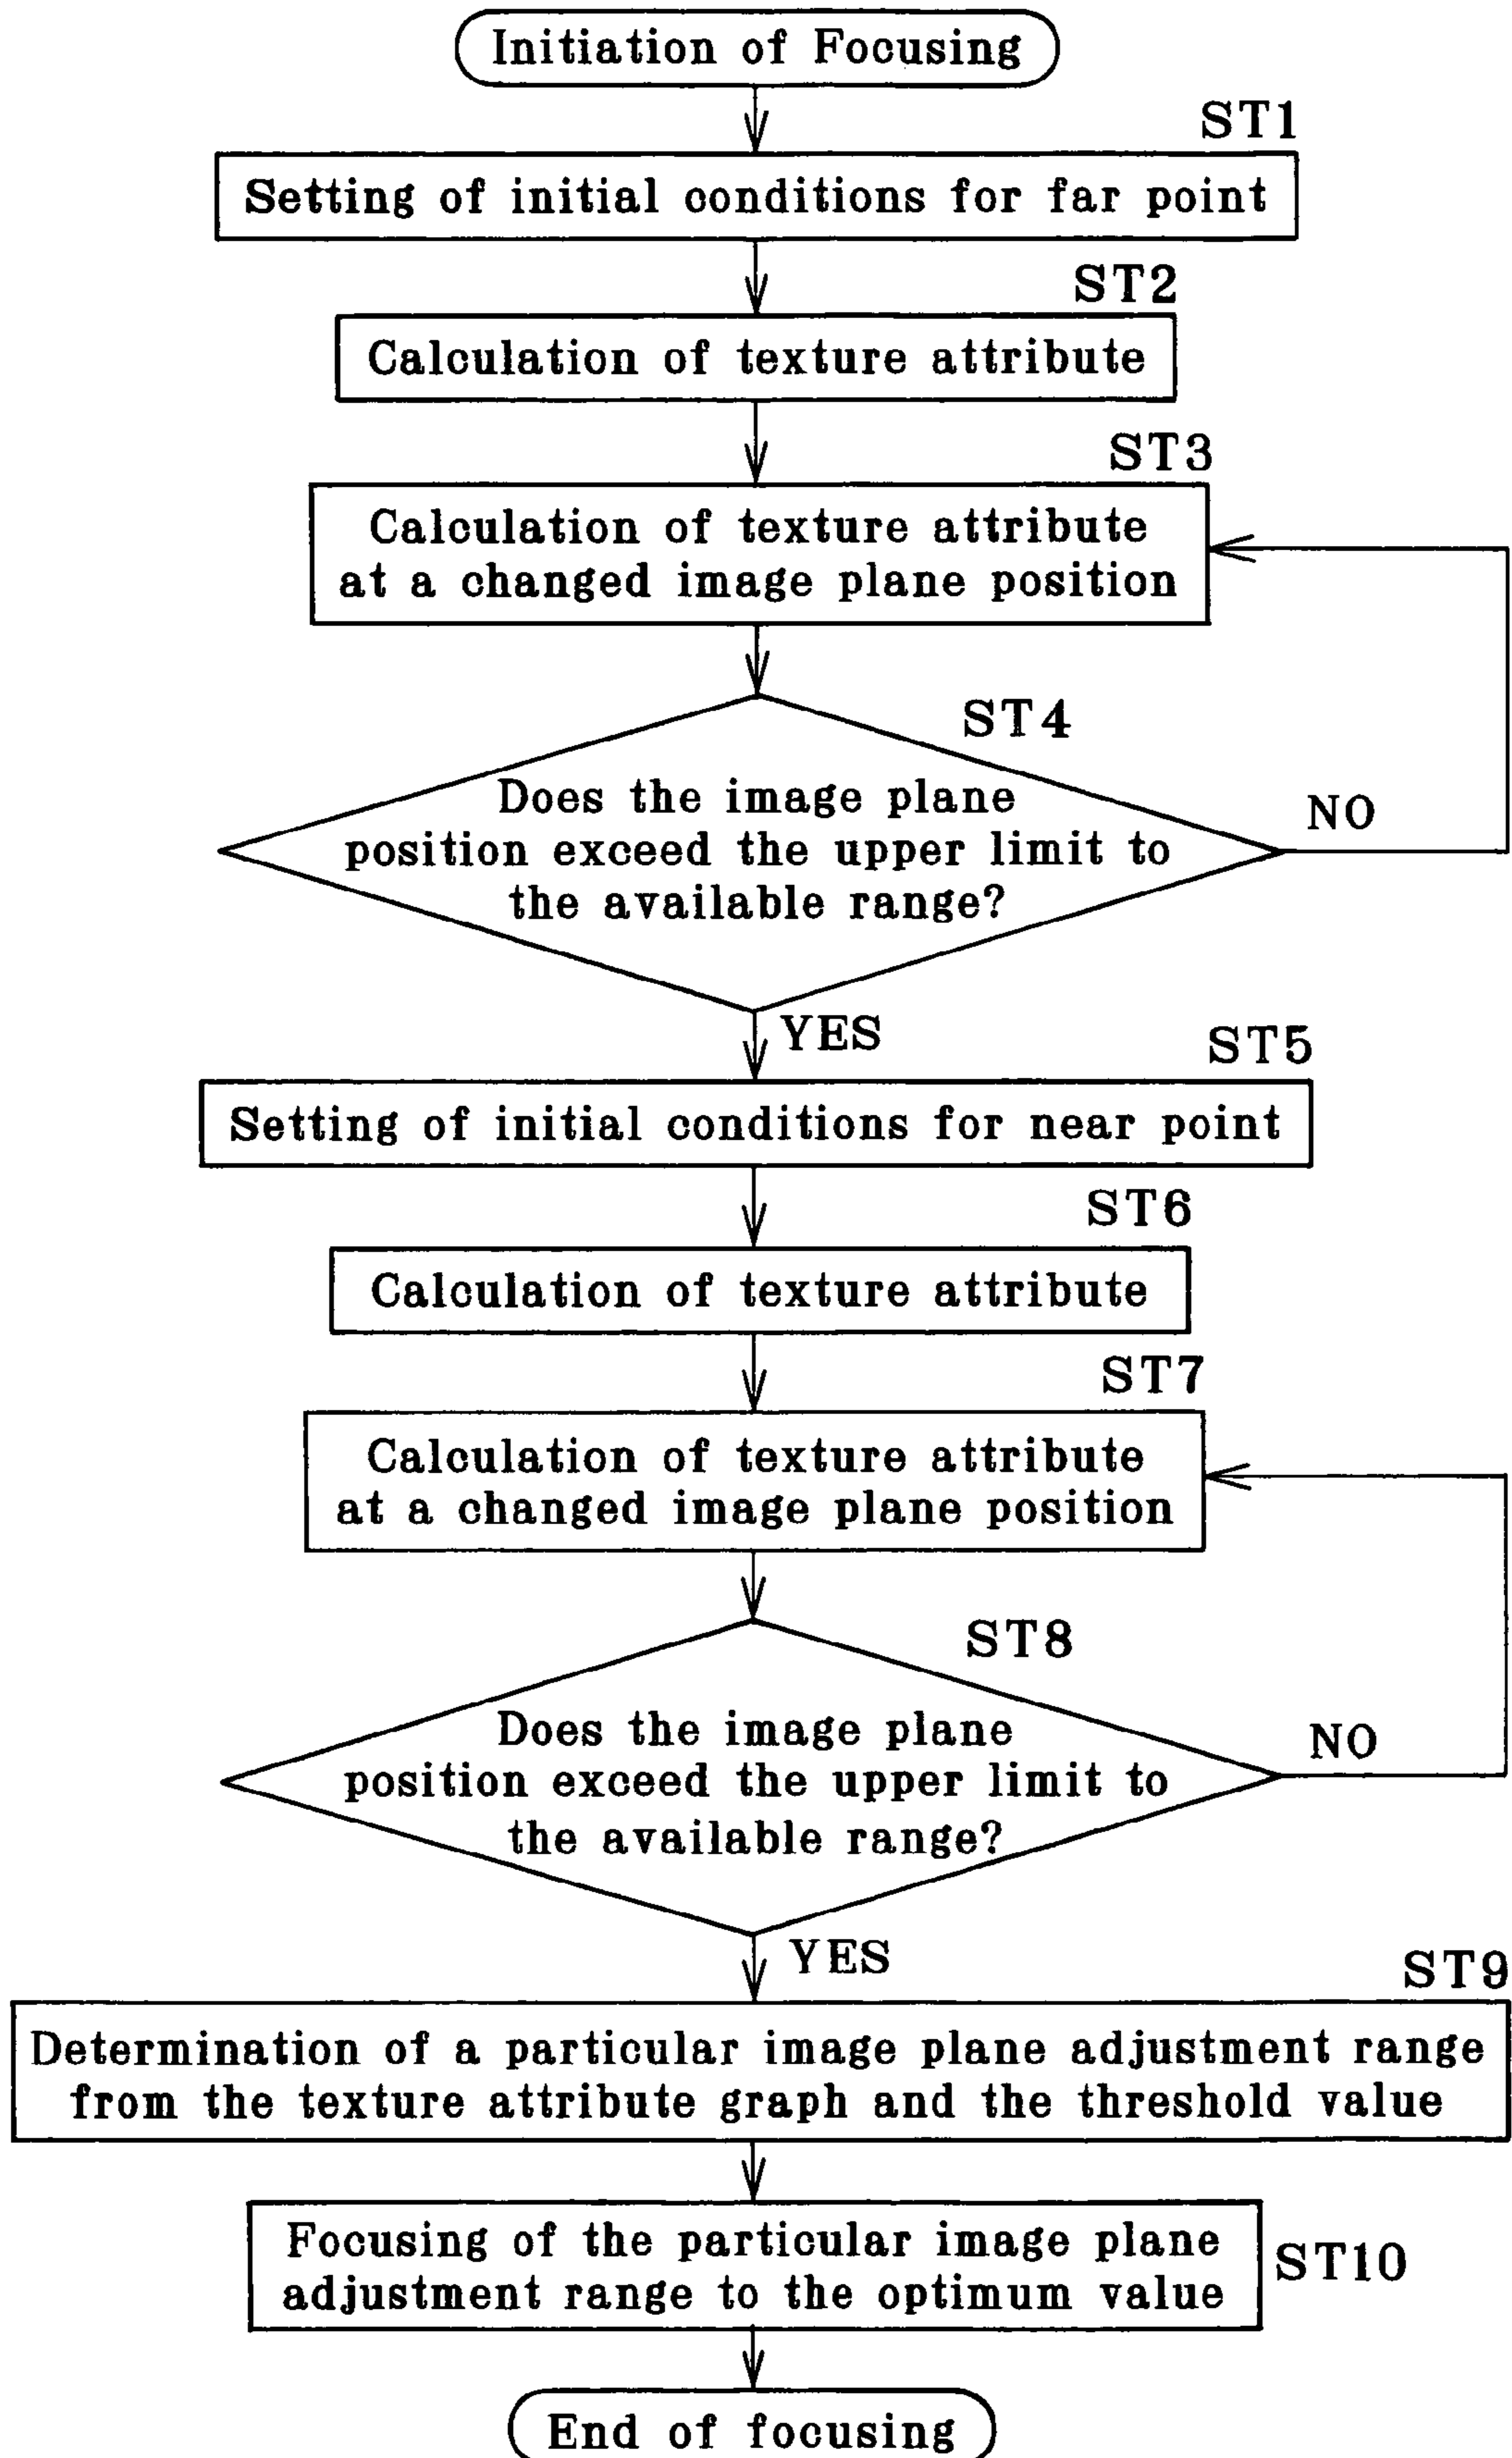 Initiation of Focusing
ST1
Setting of initial conditions for far point
ST2
Calculation of texture attribute
ST3
Calculation of texture attribute
at a changed image plane position
ST4
Does the image plane
position exceed the upper limit to
the available range?
NO
YES
ST5
Setting of initial conditions for near point
ST6
Calculation of texture attribute
ST7
Calculation of texture attribute
at a changed image plane position
ST8
Does the image plane
position exceed the upper limit to
the available range?
NO
YES
ST9
Determination of a particular image plane adjustment range
from the texture attribute graph and the threshold value
Focusing of the particular image plane
adjustment range to the optimum value
ST10
End of focusing